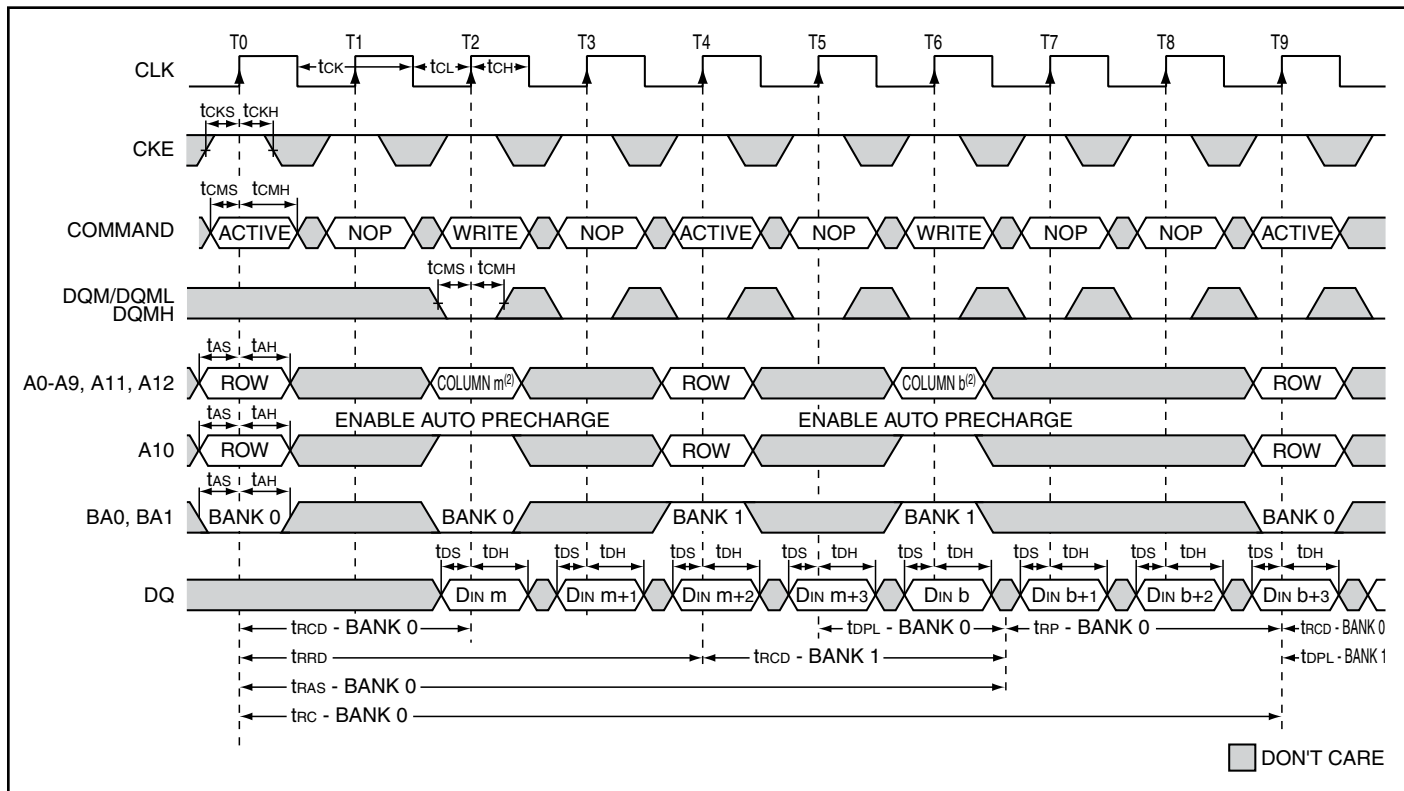 T0 T1 T2 T3 T4 T5 T6 T7 T8 T9
CLK tCK tCL tCH
tCKS tCKH
CKE
tCMS tCMH
COMMAND ACTIVE NOP WRITE NOP ACTIVE NOP WRITE NOP NOP ACTIVE
tCMS tCMH
DQM/DQML
DQMH
tAS tAH
A0-A9, A11, A12 ROW COLUMN m(2) ROW COLUMN b(2) ROW
tAS tAH ENABLE AUTO PRECHARGE ENABLE AUTO PRECHARGE
A10 ROW ROW ROW
tAS tAH
BA0, BA1 BANK 0 BANK 0 BANK 1 BANK 1 BANK 0
tDS tDH tDS tDH tDS tDH tDS tDH tDS tDH tDS tDH tDS tDH tDS tDH
DQ DIN m DIN m+1 DIN m+2 DIN m+3 DIN b DIN b+1 DIN b+2 DIN b+3
tRCD - BANK 0 tDPL - BANK 0 tRP - BANK 0 tRCD - BANK 0
tRRD tRCD - BANK 1 tDPL - BANK 1
tRAS - BANK 0
tRC - BANK 0
DON'T CARE